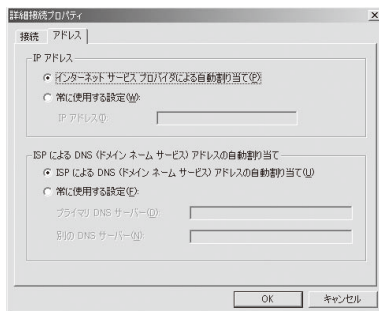 詳細接続プロパティ
接続 アドレス
IP アドレス
インターネット サービス プロバイダによる自動割り当て(P)
常に使用する設定(W):
IP アドレス(I):
ISP による DNS (ドメイン ネーム サービス) アドレスの自動割り当て
ISP による DNS (ドメイン ネーム サービス) アドレスの自動割り当て(U)
常に使用する設定(F):
プライマリ DNS サーバー(D):
別の DNS サーバー(N):
OK キャンセル